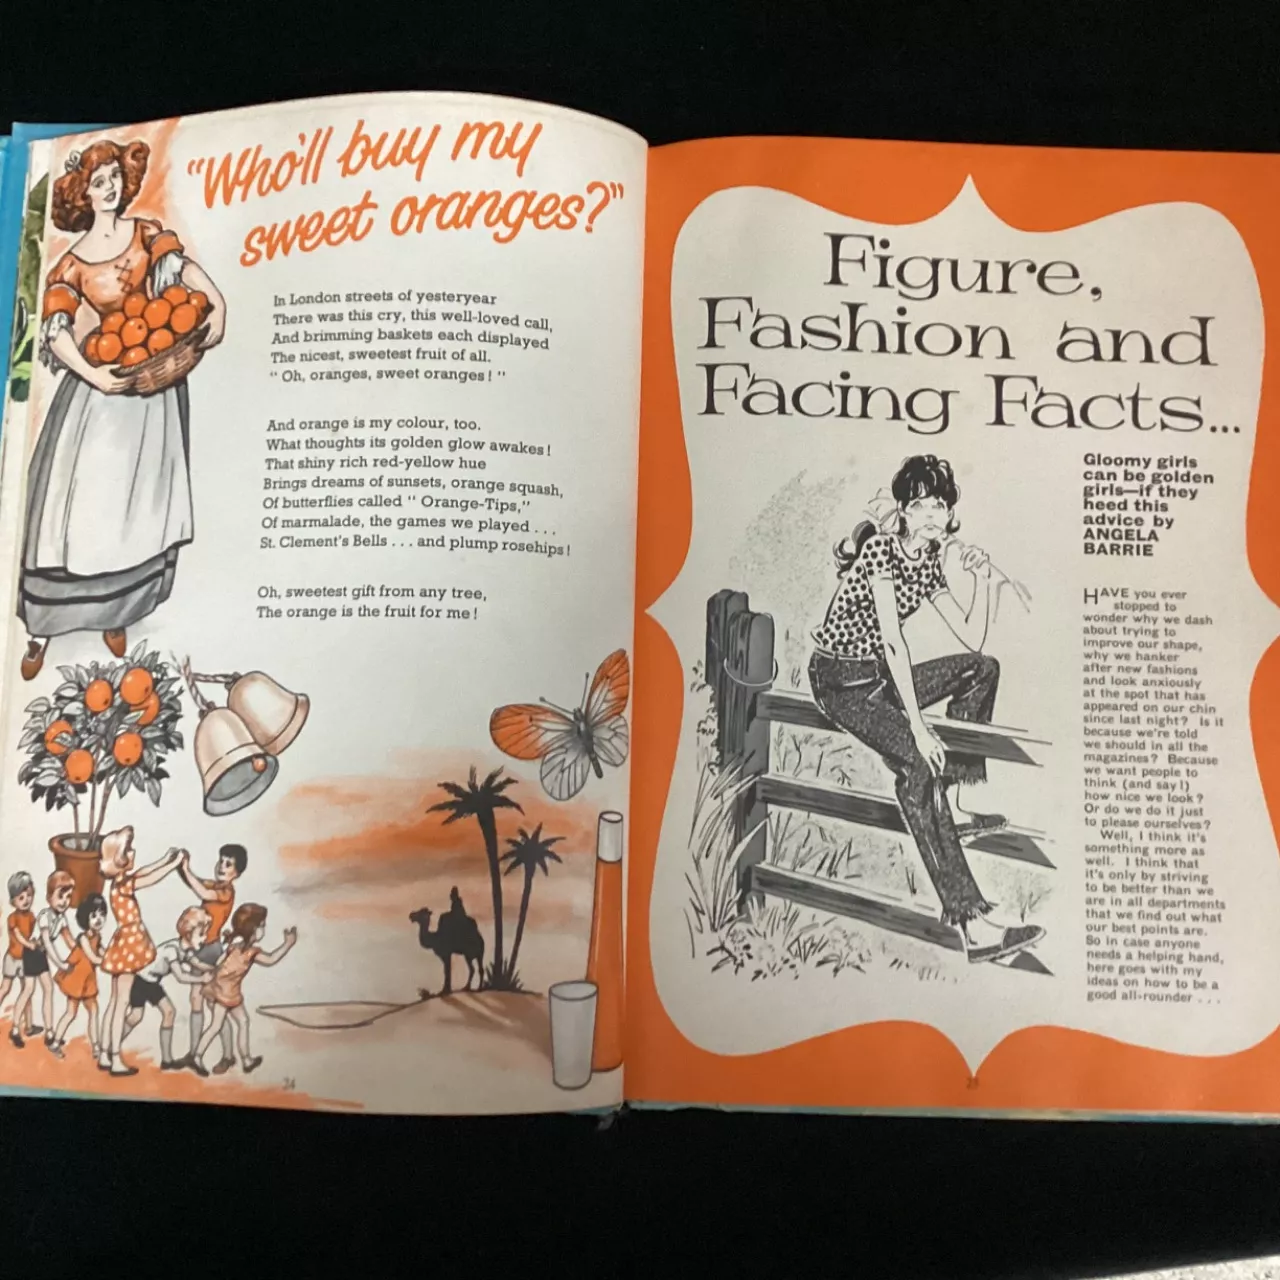 "Who'll buy my
sweet oranges?"
In London streets of yesteryear
There was this cry, this well-loved call,
And brimming baskets each displayed
The nicest, sweetest fruit of all.
" Oh, oranges, sweet oranges! "
And orange is my colour, too.
What thoughts its golden glow awakes!
That shiny rich red-yellow hue
Brings dreams of sunsets, orange squash,
Of butterflies called " Orange-Tips,"
Of marmalade, the games we played . . .
St. Clement's Bells . . . and plump rosehips!
Oh, sweetest gift from any tree,
The orange is the fruit for me!
24
Figure,
Fashion and
Facing Facts...
Gloomy girls
can be golden
girls—if they
heed this
advice by
ANGELA
BARRIE
HAVE you ever
stopped to
wonder why we dash
about trying to
improve our shape,
why we hanker
after new fashions
and look anxiously
at the spot that has
appeared on our chin
since last night? Is it
because we're told
we should in all the
magazines? Because
we want people to
think (and say!)
how nice we look?
Or do we do it just
to please ourselves?
Well, I think it's
something more as
well. I think that
it's only by striving
to be better than we
are in all departments
that we find out what
our best points are.
So in case anyone
needs a helping hand,
here goes with my
ideas on how to be a
good all-rounder . . .
25